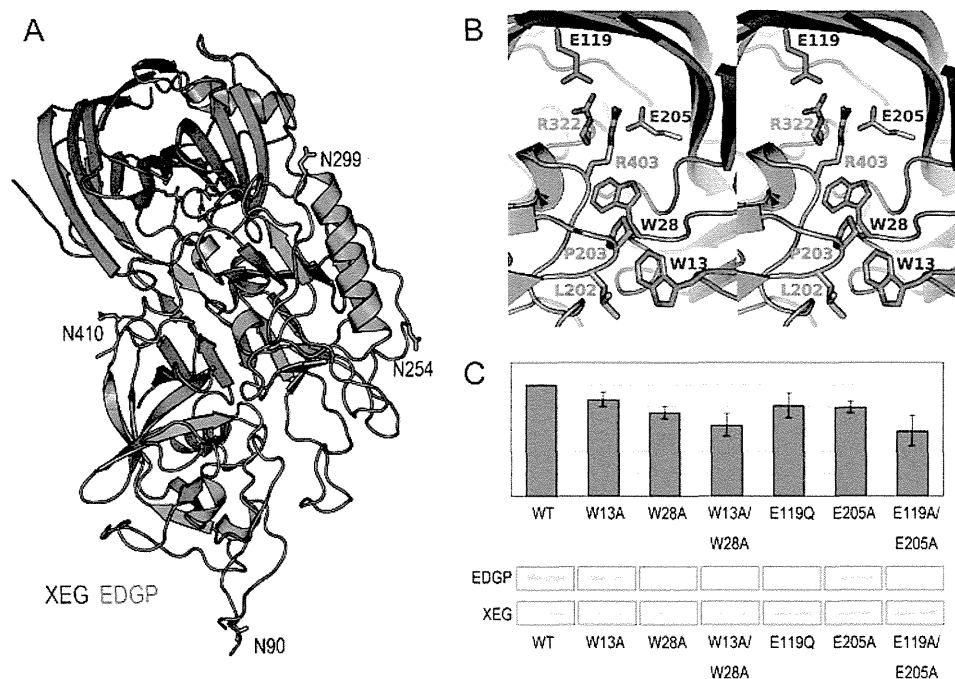 A
N299
N410
N254
XEG EDGP
N90
B
E119
E205
R322
R403
W28
P203
W13
L202
E119
E205
R322
R403
W28
P203
W13
L202
C
WT W13A W28A W13A/ W28A E119Q E205A E119A/ E205A
EDGP
XEG
WT W13A W28A W13A/ W28A E119Q E205A E119A/ E205A